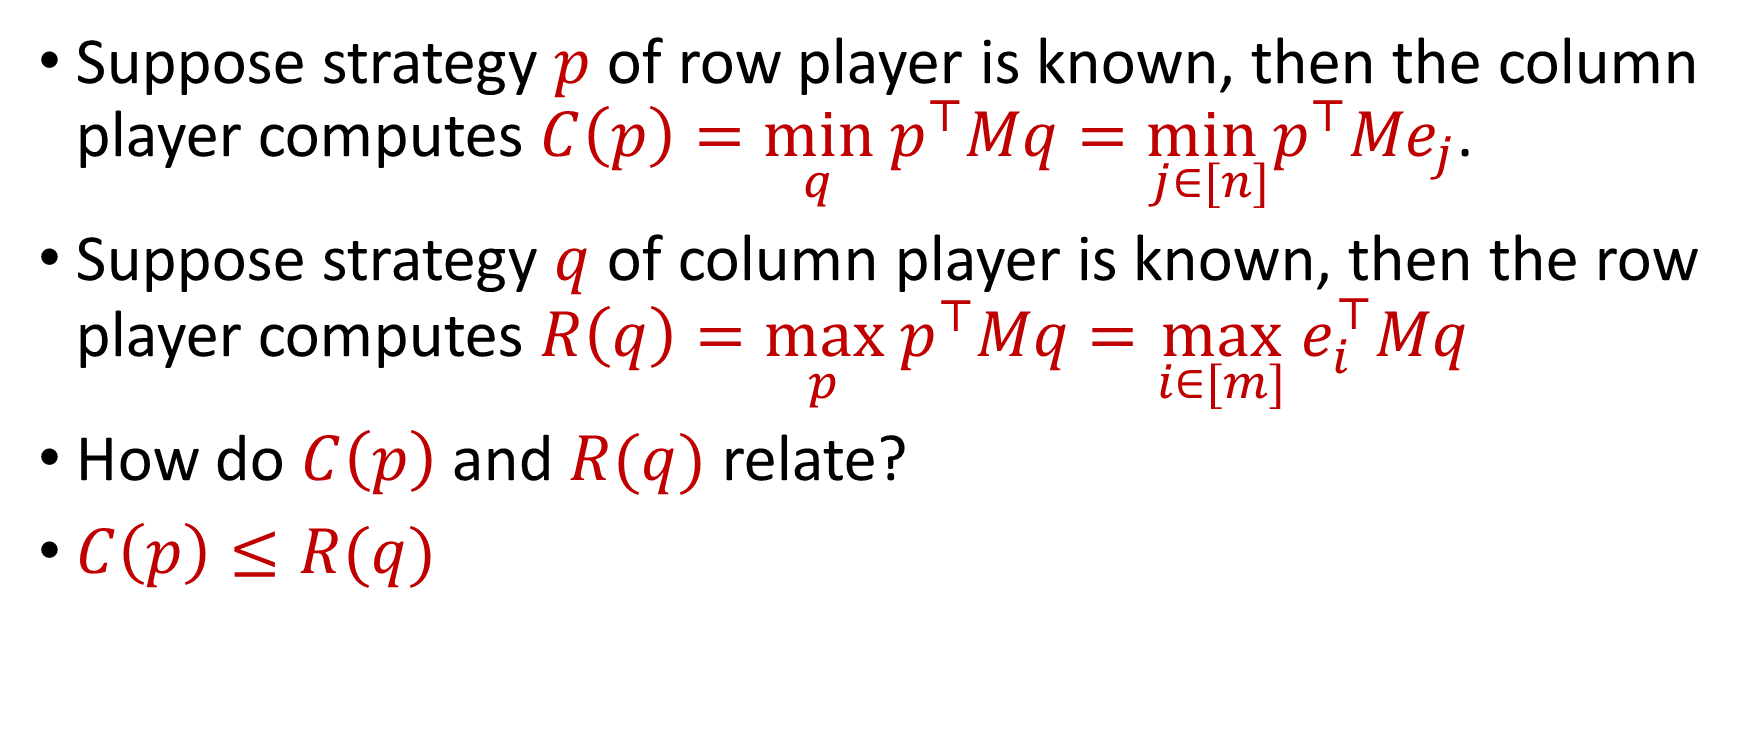 • Suppose strategy p of row player is known, then the column
player computes C(p) = min_q p^⊤Mq = min_{j∈[n]} p^⊤Me_j.
• Suppose strategy q of column player is known, then the row
player computes R(q) = max_p p^⊤Mq = max_{i∈[m]} e_i^⊤Mq
• How do C(p) and R(q) relate?
• C(p) ≤ R(q)